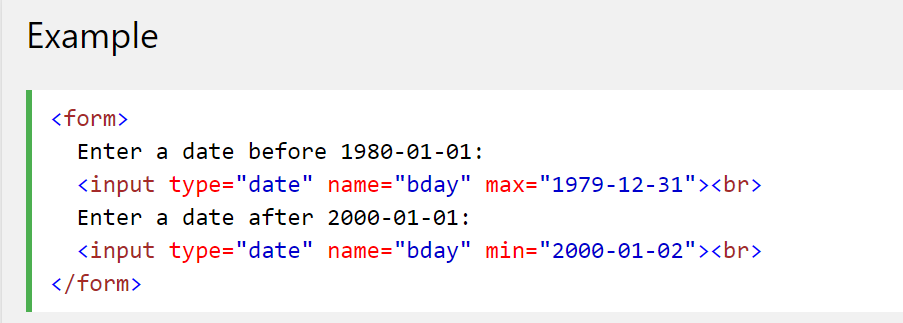 Example
<form>
Enter a date before 1980-01-01:
<input type="date" name="bday" max="1979-12-31"><br>
Enter a date after 2000-01-01:
<input type="date" name="bday" min="2000-01-02"><br>
</form>